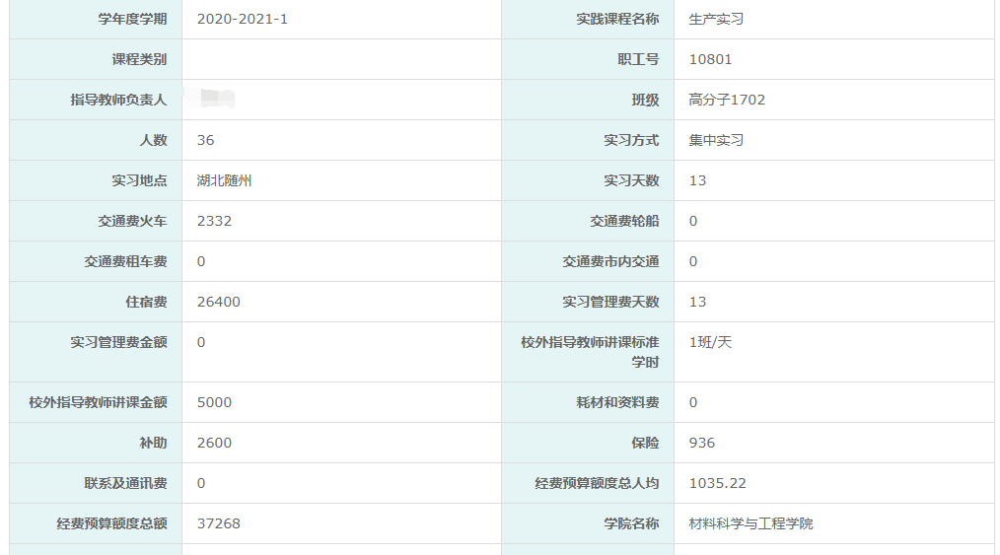 学年度学期 2020-2021-1 实践课程名称 生产实习
课程类别 职工号 10801
指导教师负责人 班级 高分子1702
人数 36 实习方式 集中实习
实习地点 湖北随州 实习天数 13
交通费火车 2332 交通费轮船 0
交通费租车费 0 交通费市内交通 0
住宿费 26400 实习管理费天数 13
实习管理费金额 0 校外指导教师讲课标准 1班/天
学时
校外指导教师讲课金额 5000 耗材和资料费 0
补助 2600 保险 936
联系及通讯费 0 经费预算额度总人均 1035.22
经费预算额度总额 37268 学院名称 材料科学与工程学院